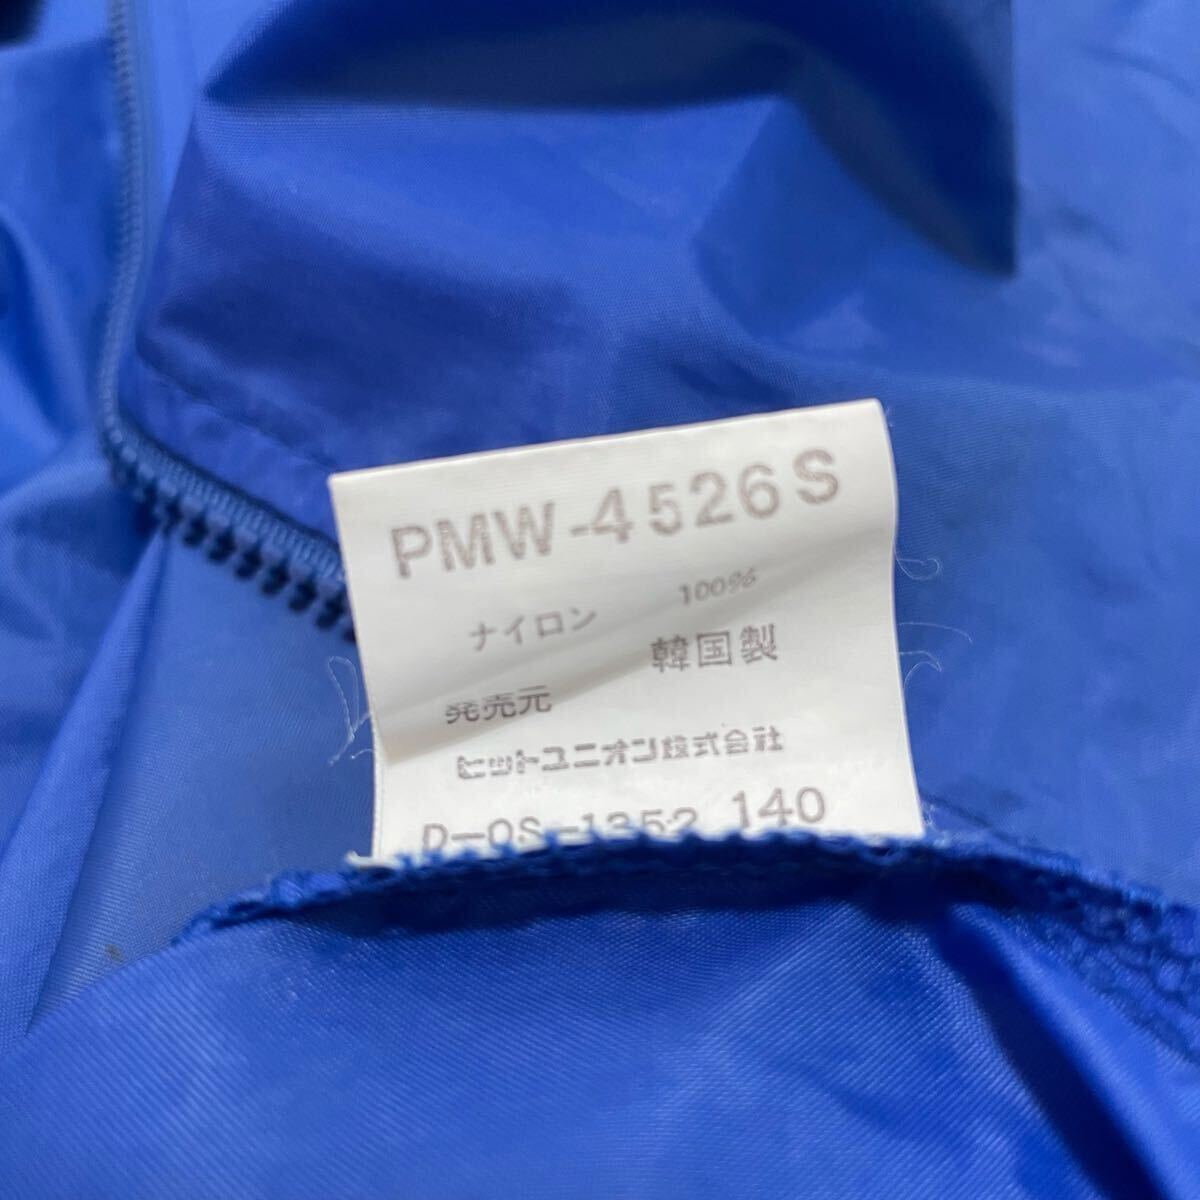 PMW-4526S
ナイロン 100%
韓国製
発売元
ヒットユニオン株式会社
D-OS-1352 140